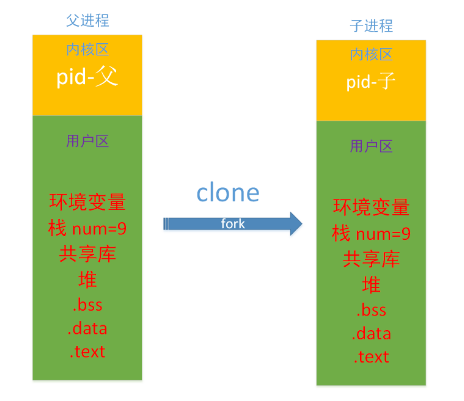 父进程
内核区
pid-父
用户区
环境变量
栈 num=9
共享库
堆
.bss
.data
.text
clone
fork
子进程
内核区
pid-子
用户区
环境变量
栈 num=9
共享库
堆
.bss
.data
.text